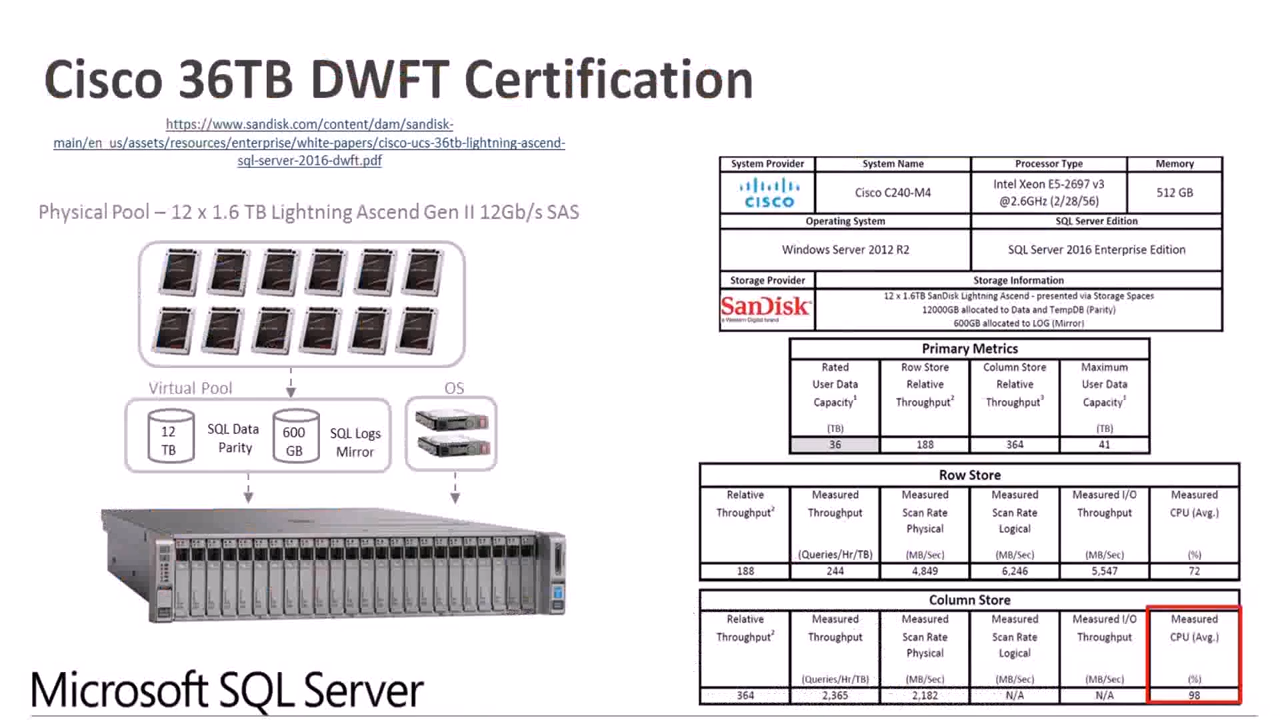 Cisco 36TB DWFT Certification
https://www.sandisk.com/content/dam/sandisk-
main/en_us/assets/resources/enterprise/white-papers/cisco-ucs-36tb-lightning-ascend-
sql-server-2016-dwft.pdf
Physical Pool – 12 x 1.6 TB Lightning Ascend Gen II 12Gb/s SAS
Virtual Pool
OS
12
TB
SQL Data
Parity
600
GB
SQL Logs
Mirror
Microsoft SQL Server
System Provider System Name Processor Type Memory
CISCO
Cisco C240-M4
Intel Xeon E5-2697 v3
@2.6GHz (2/28/56)
512 GB
Operating System SQL Server Edition
Windows Server 2012 R2 SQL Server 2016 Enterprise Edition
Storage Provider Storage Information
SanDisk
a Western Digital brand
12 x 1.6TB SanDisk Lightning Ascend - presented via Storage Spaces
12000GB allocated to Data and TempDB (Parity)
600GB allocated to LOG (Mirror)
Primary Metrics
Rated Row Store Column Store Maximum
User Data Relative Relative User Data
Capacity¹ Throughput² Throughput³ Capacity¹
(TB) (TB)
36 188 364 41
Row Store
Relative Measured Measured Measured Measured I/O Measured
Throughput² Throughput Scan Rate Scan Rate Throughput CPU (Avg.)
Physical Logical
(Queries/Hr/TB) (MB/Sec) (MB/Sec) (MB/Sec) (%)
188 244 4,849 6,246 5,547 72
Column Store
Relative Measured Measured Measured Measured I/O Measured
Throughput² Throughput Scan Rate Scan Rate Throughput CPU (Avg.)
Physical Logical
(Queries/Hr/TB) (MB/Sec) (MB/Sec) (MB/Sec) (%)
364 2,365 2,182 N/A N/A 98